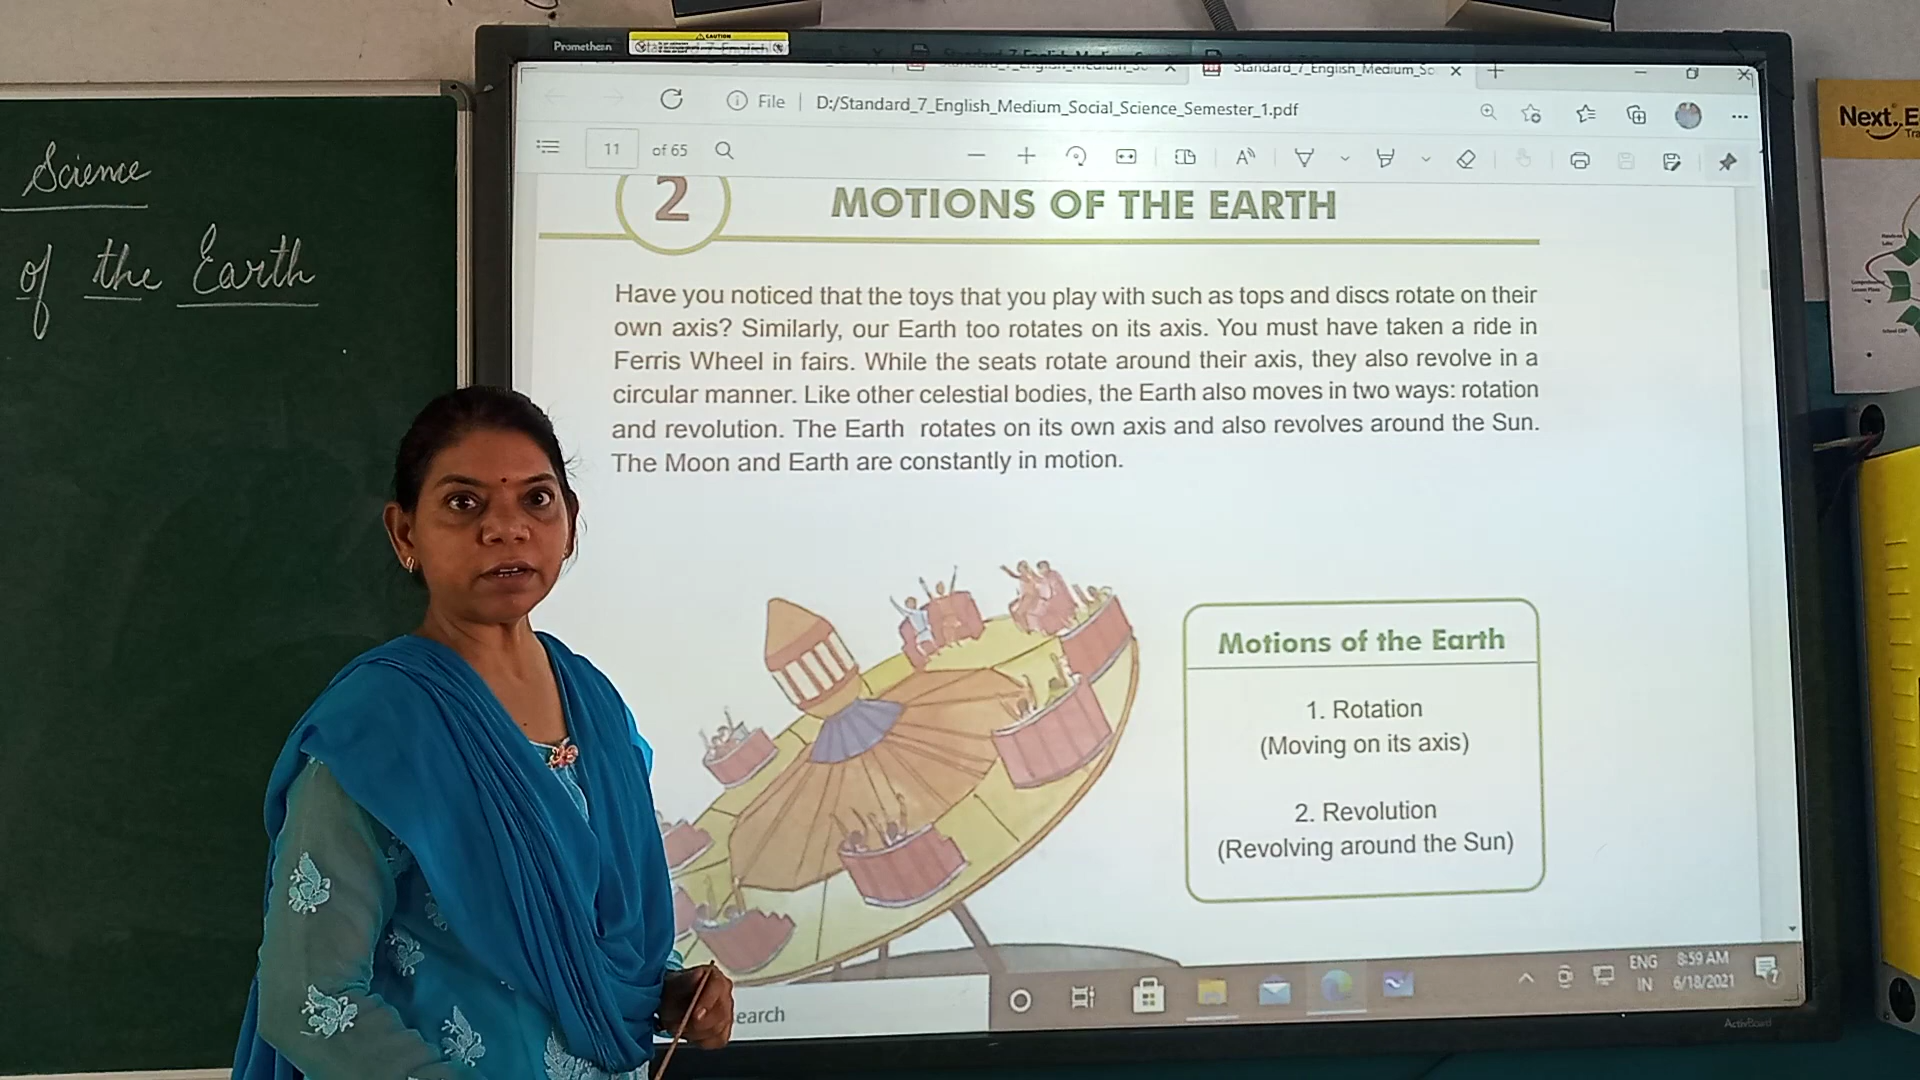 Science
of the Earth
Promethean
CAUTION
Standard_7_English_Medium_Sc
File
D:/Standard_7_English_Medium_Social_Science_Semester_1.pdf
11 of 65
2
MOTIONS OF THE EARTH
Have you noticed that the toys that you play with such as tops and discs rotate on their
own axis? Similarly, our Earth too rotates on its axis. You must have taken a ride in
Ferris Wheel in fairs. While the seats rotate around their axis, they also revolve in a
circular manner. Like other celestial bodies, the Earth also moves in two ways: rotation
and revolution. The Earth rotates on its own axis and also revolves around the Sun.
The Moon and Earth are constantly in motion.
Motions of the Earth
1. Rotation
(Moving on its axis)
2. Revolution
(Revolving around the Sun)
earch
ENG
IN
8:59 AM
6/18/2021
7
ActivBoard
Next.E
Tra